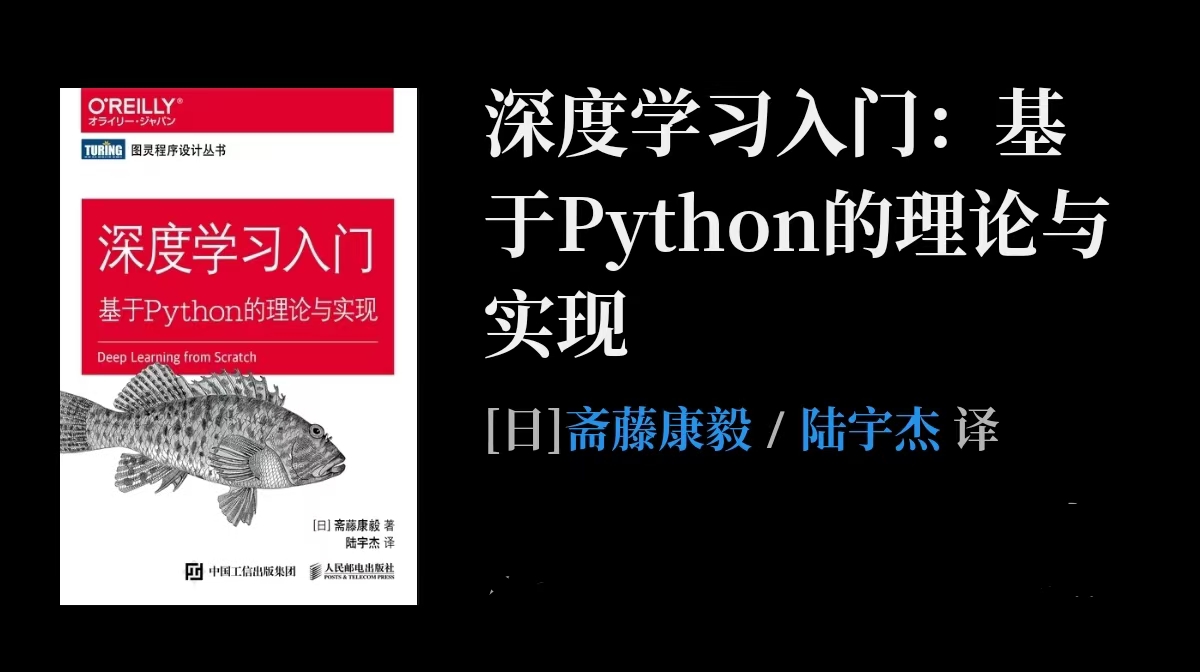 O'REILLY®
オライリー・ジャパン
TURING 图灵程序设计丛书
深度学习入门
基于Python的理论与实现
Deep Learning from Scratch
[日] 斋藤康毅 著
陆宇杰 译
中国工信出版集团 人民邮电出版社
POSTS & TELECOM PRESS
深度学习入门：基
于Python的理论与
实现
[日]斋藤康毅 / 陆宇杰 译